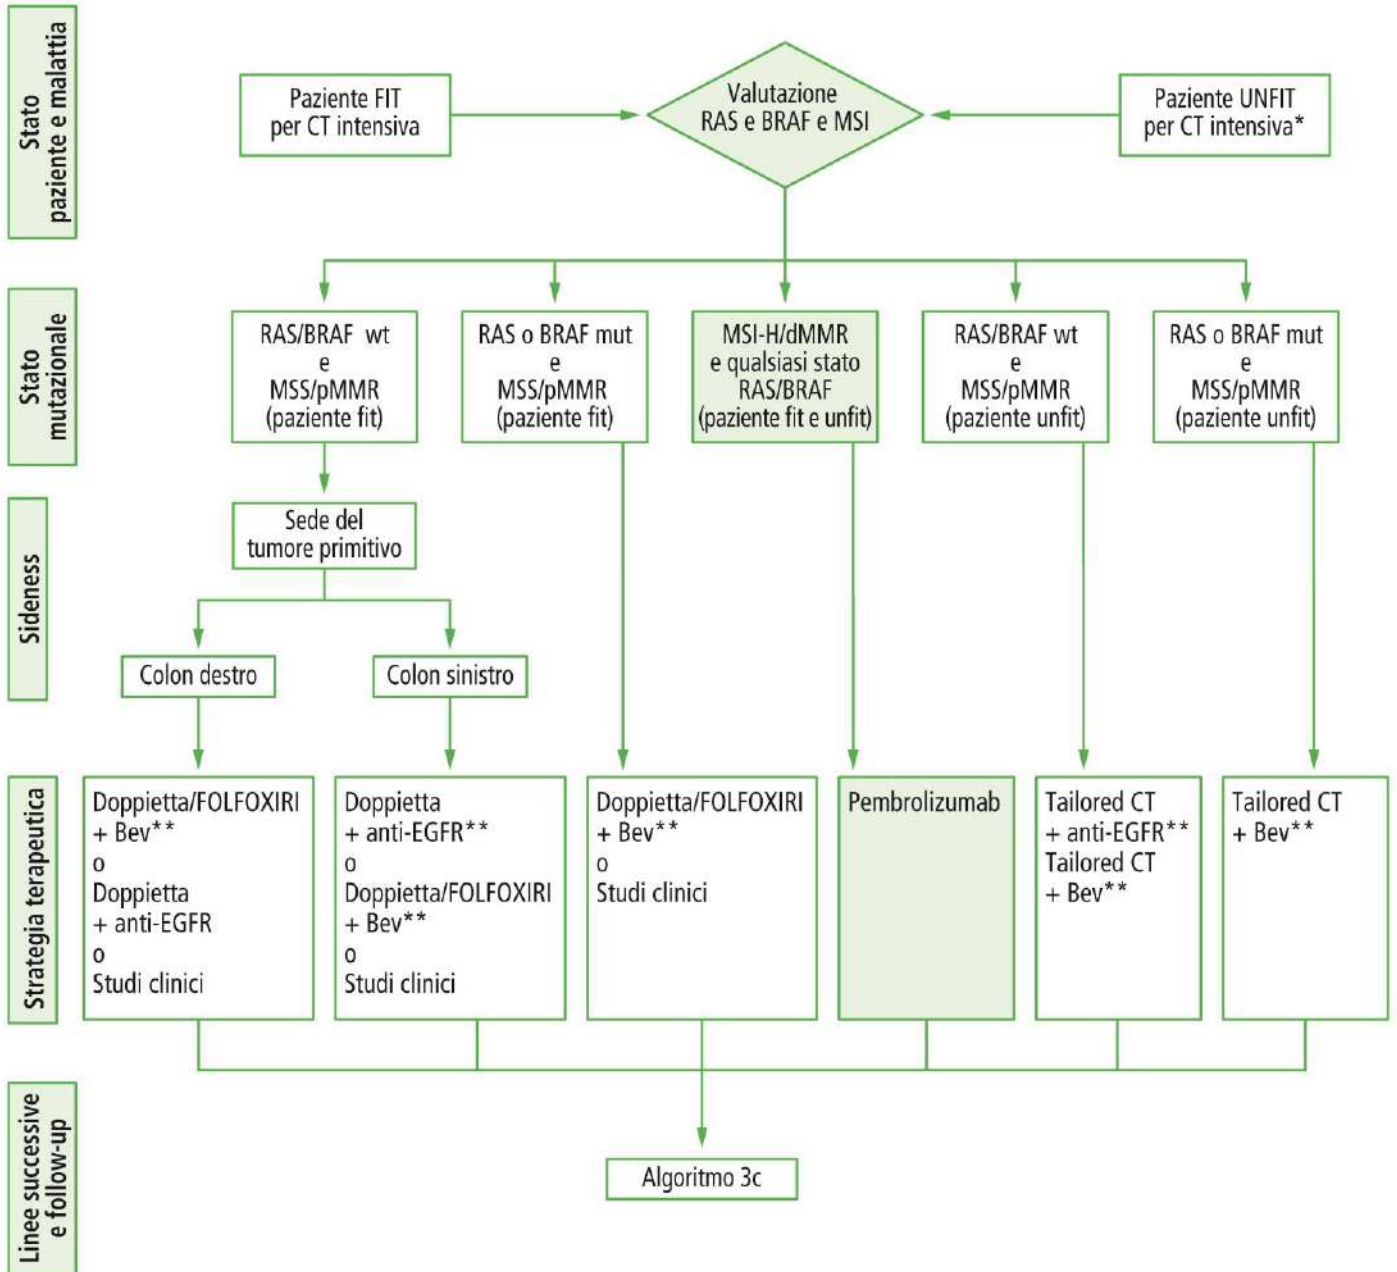 Stato
paziente e malattia
Paziente FIT
per CT intensiva
Valutazione
RAS e BRAF e MSI
Paziente UNFIT
per CT intensiva*
Stato
mutazionale
RAS/BRAF wt
e
MSS/pMMR
(paziente fit)
RAS o BRAF mut
e
MSS/pMMR
(paziente fit)
MSI-H/dMMR
e qualsiasi stato
RAS/BRAF
(paziente fit e unfit)
RAS/BRAF wt
e
MSS/pMMR
(paziente unfit)
RAS o BRAF mut
e
MSS/pMMR
(paziente unfit)
Sideness
Sede del
tumore primitivo
Colon destro
Colon sinistro
Strategia terapeutica
Doppietta/FOLFOXIRI
+ Bev**
o
Doppietta
+ anti-EGFR
o
Studi clinici
Doppietta
+ anti-EGFR**
o
Doppietta/FOLFOXIRI
+ Bev**
o
Studi clinici
Doppietta/FOLFOXIRI
+ Bev**
o
Studi clinici
Pembrolizumab
Tailored CT
+ anti-EGFR**
Tailored CT
+ Bev**
Tailored CT
+ Bev**
Linee successive
e follow-up
Algoritmo 3c